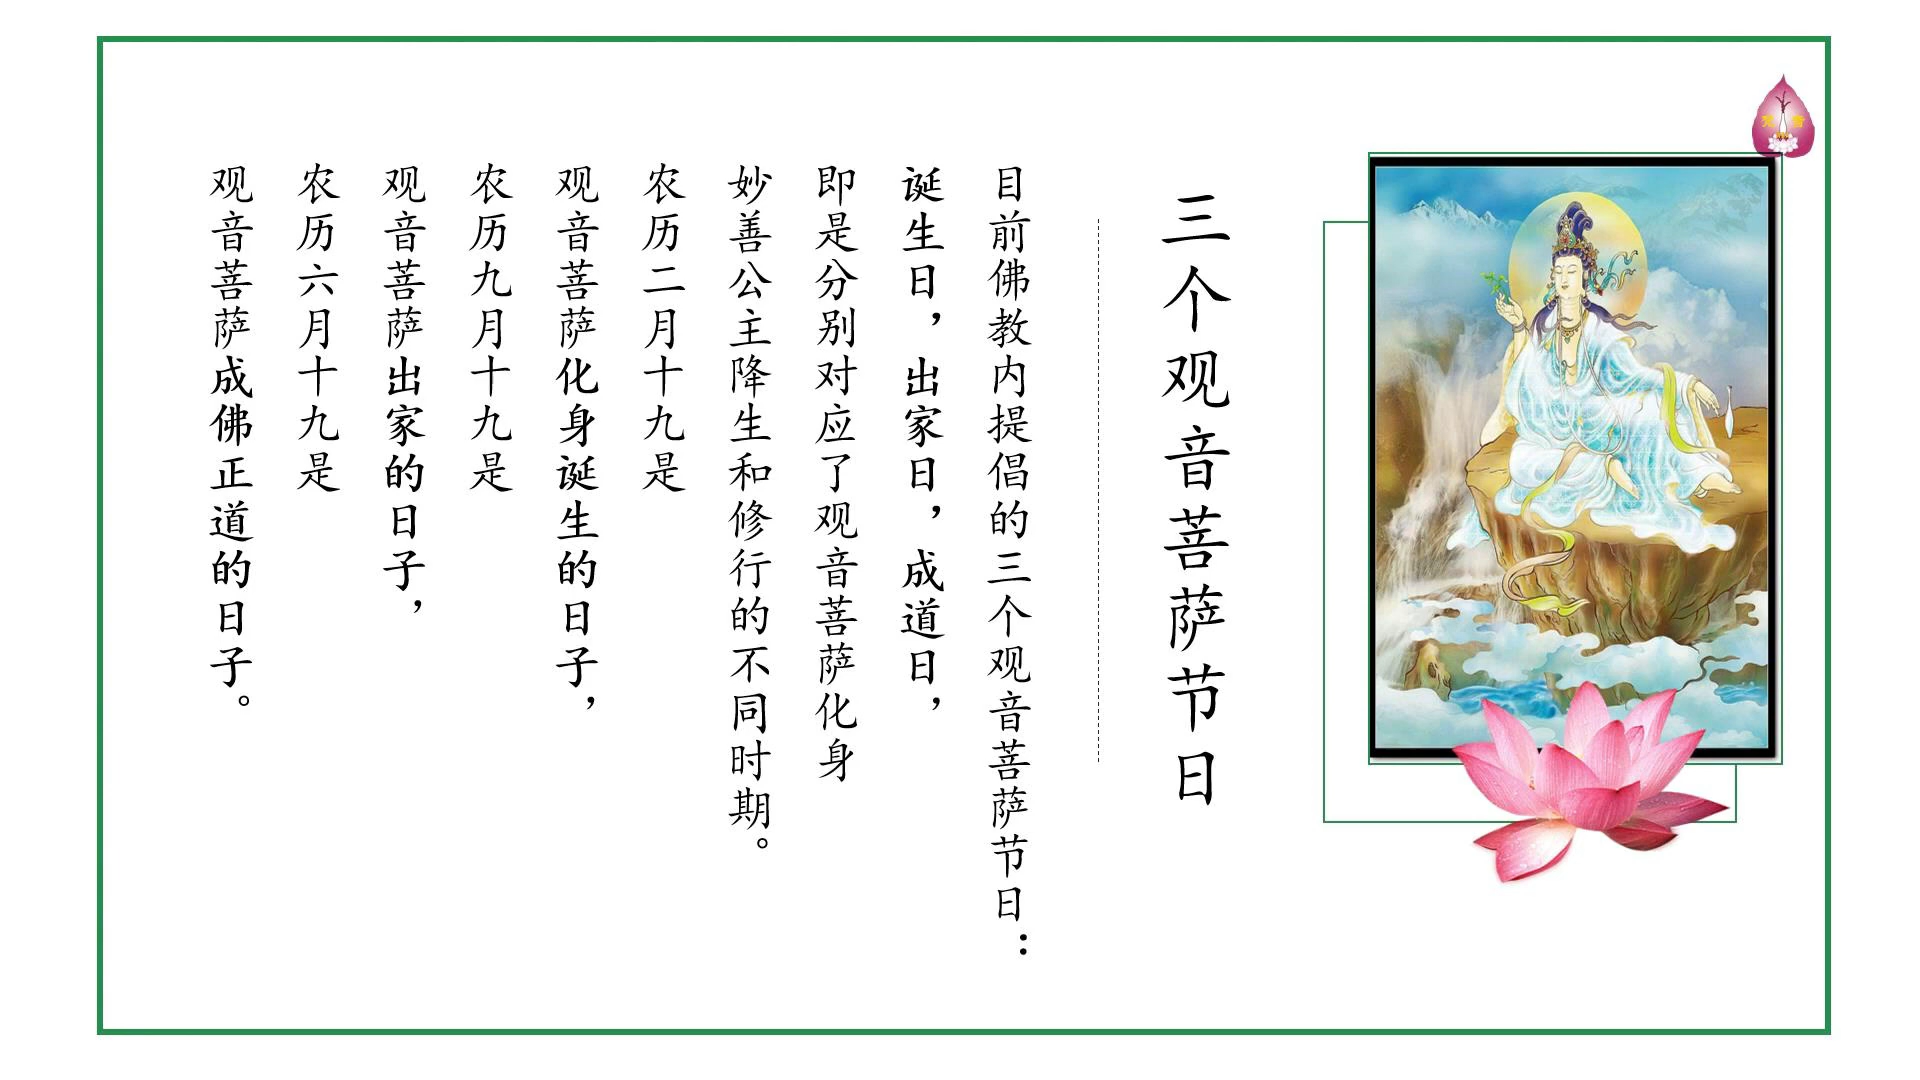 三个观音菩萨节日
目前佛教内提倡的三个观音菩萨节日：
诞生日，出家日，成道日，
即是分别对应了观音菩萨化身
妙善公主降生和修行的不同时期。
农历二月十九是
观音菩萨化身诞生的日子，
农历九月十九是
观音菩萨出家的日子，
农历六月十九是
观音菩萨成佛正道的日子。